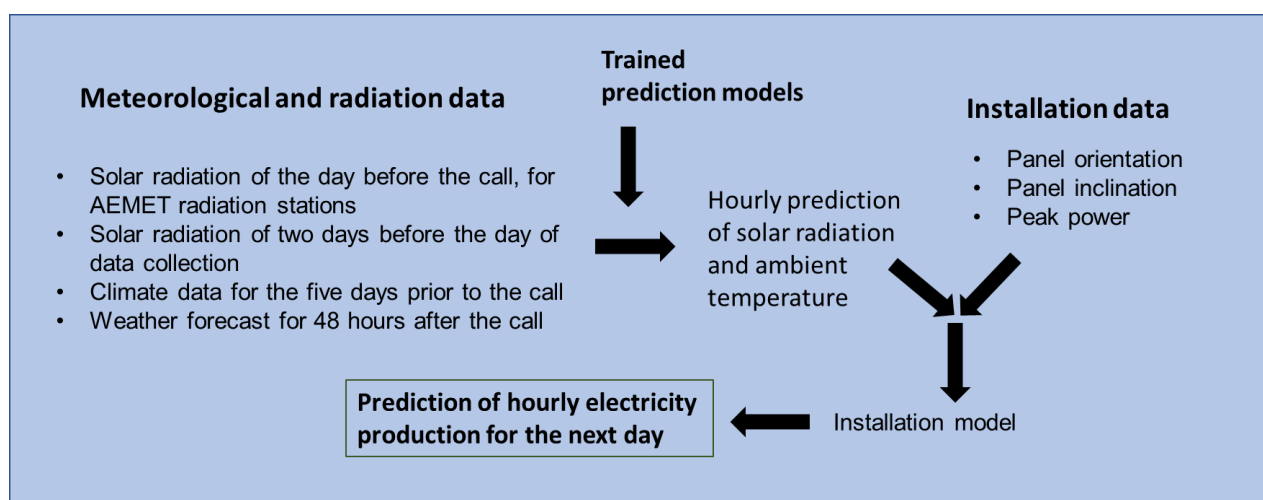 Meteorological and radiation data
• Solar radiation of the day before the call, for
AEMET radiation stations
• Solar radiation of two days before the day of
data collection
• Climate data for the five days prior to the call
• Weather forecast for 48 hours after the call
Trained
prediction models
Hourly prediction
of solar radiation
and ambient
temperature
Installation data
• Panel orientation
• Panel inclination
• Peak power
Installation model
Prediction of hourly electricity
production for the next day